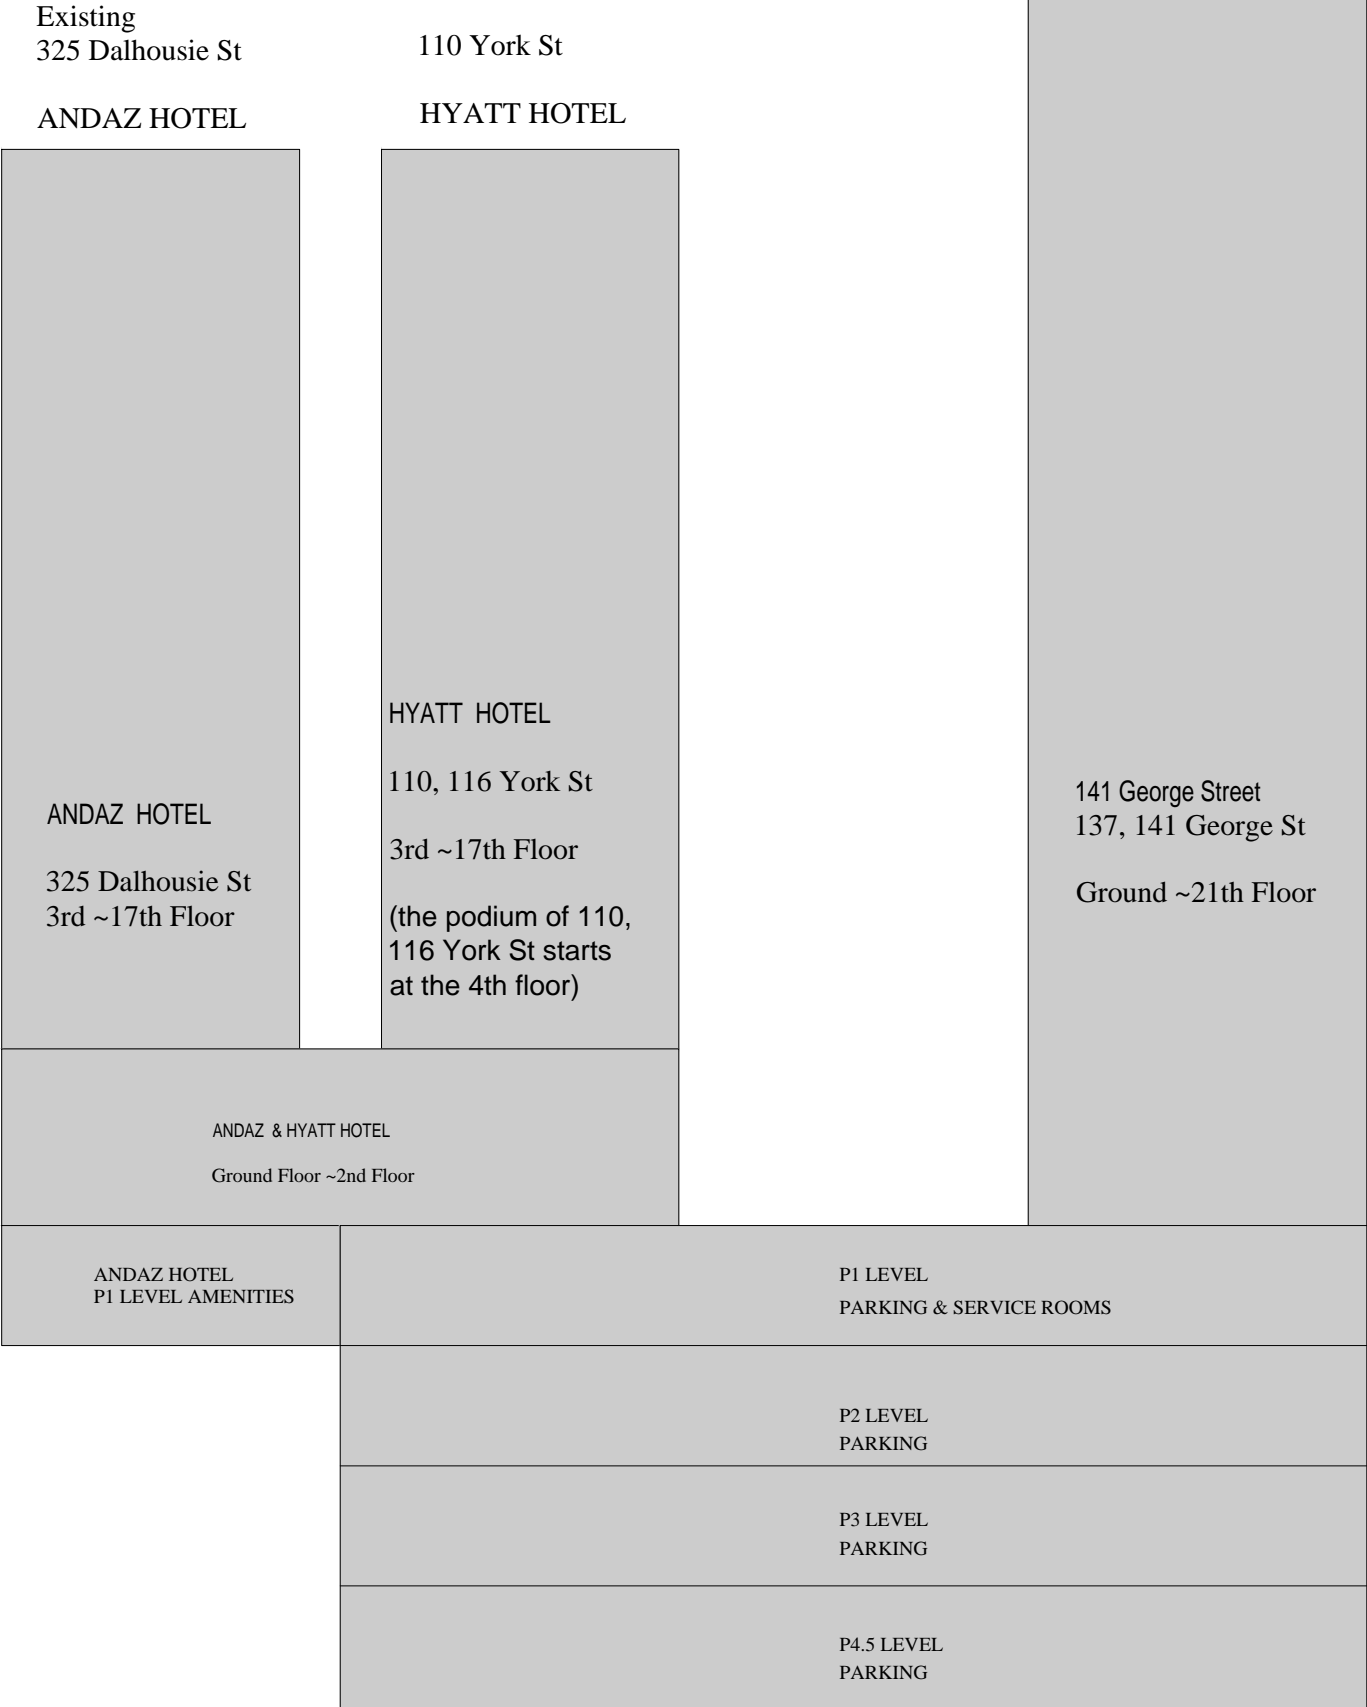 Existing
325 Dalhousie St
ANDAZ HOTEL
110 York St
HYATT HOTEL
ANDAZ HOTEL
325 Dalhousie St
3rd ~17th Floor
HYATT HOTEL
110, 116 York St
3rd ~17th Floor
(the podium of 110,
116 York St starts
at the 4th floor)
141 George Street
137, 141 George St
Ground ~21th Floor
ANDAZ & HYATT HOTEL
Ground Floor ~2nd Floor
ANDAZ HOTEL
P1 LEVEL AMENITIES
P1 LEVEL
PARKING & SERVICE ROOMS
P2 LEVEL
PARKING
P3 LEVEL
PARKING
P4.5 LEVEL
PARKING